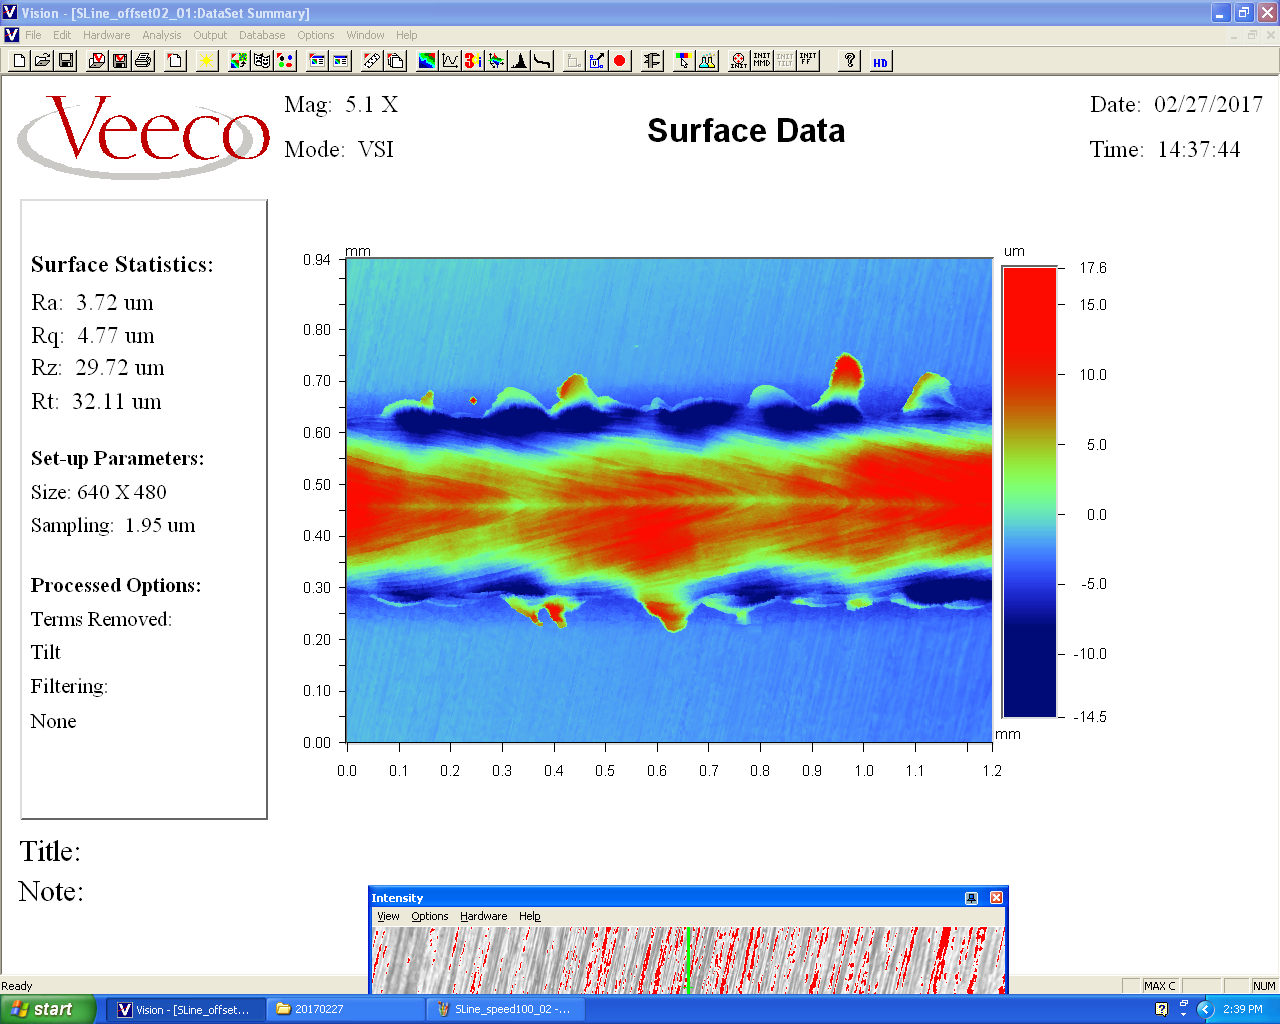 Vision - [SLine_offset02_01:DataSet Summary]
File Edit Hardware Analysis Output Database Options Window Help
INIT INIT MMD INIT TILT INIT FF ? HD
Veeco
Mag: 5.1 X
Mode: VSI
Surface Data
Date: 02/27/2017
Time: 14:37:44
Surface Statistics:
Ra: 3.72 um
Rq: 4.77 um
Rz: 29.72 um
Rt: 32.11 um
Set-up Parameters:
Size: 640 X 480
Sampling: 1.95 um
Processed Options:
Terms Removed:
Tilt
Filtering:
None
mm
0.94
0.80
0.70
0.60
0.50
0.40
0.30
0.20
0.10
0.00
0.0 0.1 0.2 0.3 0.4 0.5 0.6 0.7 0.8 0.9 1.0 1.1 1.2
mm
um
17.6
15.0
10.0
5.0
0.0
-5.0
-10.0
-14.5
Title:
Note:
Intensity
View Options Hardware Help
Ready
MAX C
NUM
start
Vision - [SLine_offset...
20170227
SLine_speed100_02 -...
2:39 PM